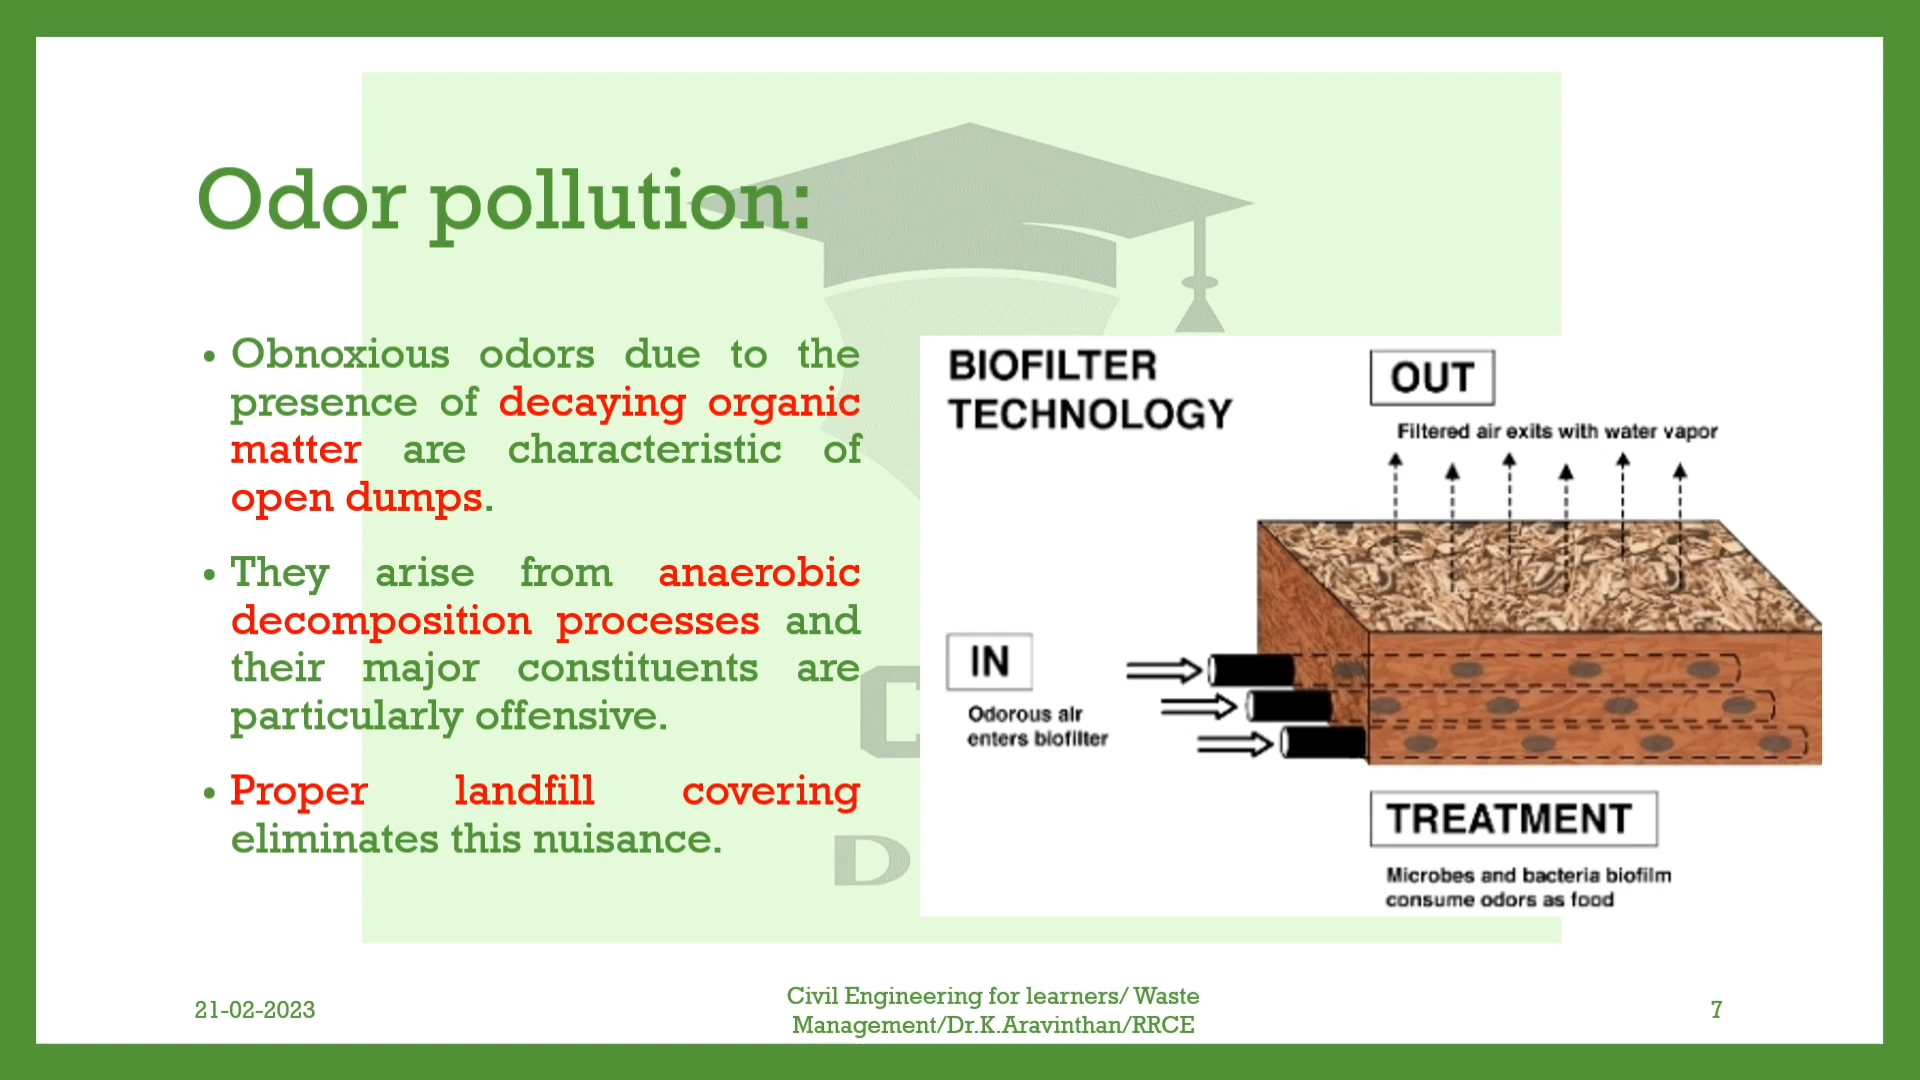 Odor pollution:
• Obnoxious odors due to the
presence of decaying organic
matter are characteristic of
open dumps.
• They arise from anaerobic
decomposition processes and
their major constituents are
particularly offensive.
• Proper landfill covering
eliminates this nuisance.
BIOFILTER
TECHNOLOGY
OUT
Filtered air exits with water vapor
IN
Odorous air
enters biofilter
TREATMENT
Microbes and bacteria biofilm
consume odors as food
C
D
21-02-2023
Civil Engineering for learners/ Waste
Management/Dr.K.Aravinthan/RRCE
7